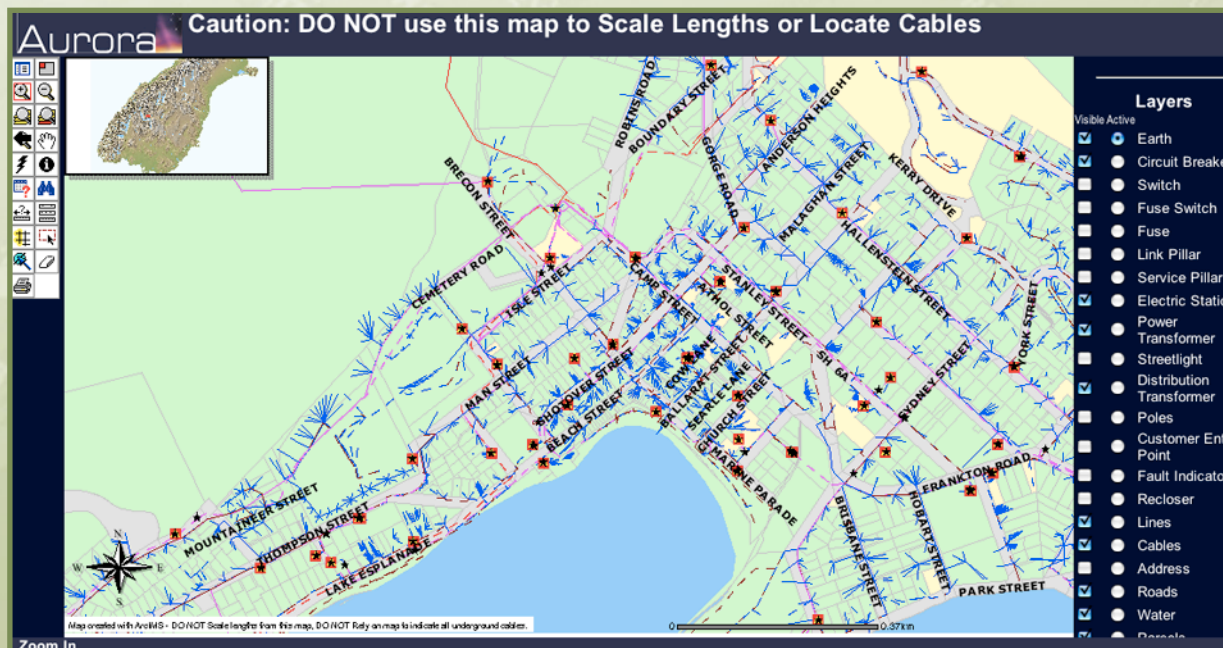 Aurora
Caution: DO NOT use this map to Scale Lengths or Locate Cables
Layers
Visible Active
Earth
Circuit Breake
Switch
Fuse Switch
Fuse
Link Pillar
Service Pillar
Electric Static
Power
Transformer
Streetlight
Distribution
Transformer
Poles
Customer Ent
Point
Fault Indicato
Recloser
Lines
Cables
Address
Roads
Water
Parcels
ROBINS ROAD
BOUNDARY STREET
GORGE ROAD
ANDERSON HEIGHTS
MALAGHAN STREET
KERRY DRIVE
BRECON STREET
HALLENSTEIN STREET
CEMETERY ROAD
ISLE STREET
CAMP STREET
STANLEY STREET
ATHOL STREET
YORK STREET
SH 6A
SYDNEY STREET
MAN STREET
SHOTOVER STREET
BEACH STREET
COW LANE
BALLARAT STREET
SEARLE LANE
CHURCH STREET
MARINE PARADE
FRANKTON ROAD
MOUNTAINEER STREET
THOMPSON STREET
LAKE ESPLANADE
BRISBANE STREET
HOBART STREET
PARK STREET
N
W E
S
Map created with ArcIMS - DO NOT Scale lengths from this map, DO NOT Rely on map to indicate all underground cables.
0 0.37km
Zoom In